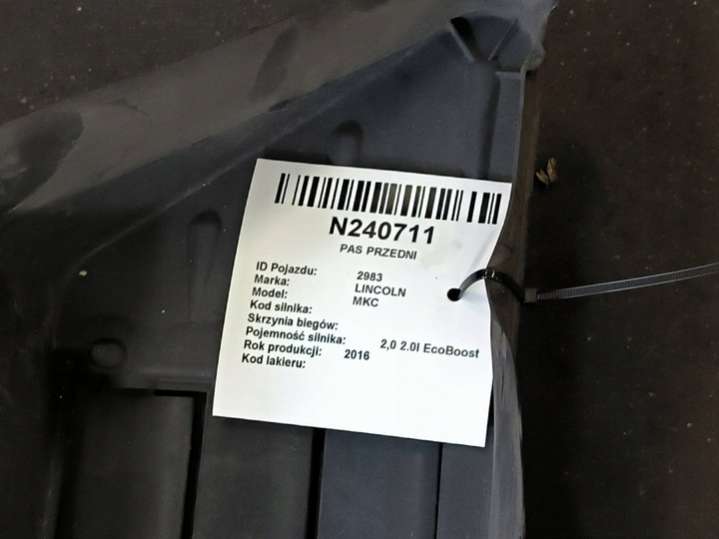 N240711
PAS PRZEDNI
ID Pojazdu: 2983
Marka: LINCOLN
Model: MKC
Kod silnika:
Skrzynia biegów:
Pojemność silnika: 2,0 2.0l EcoBoost
Rok produkcji: 2016
Kod lakieru: